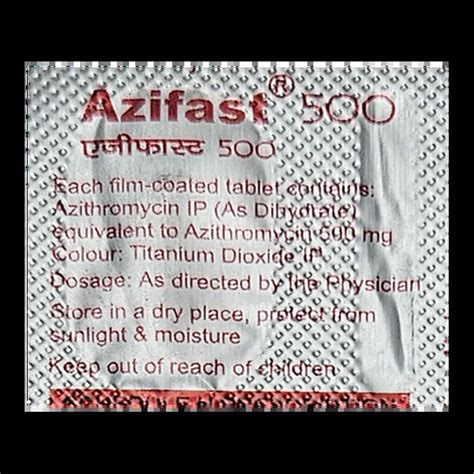 Azifast® 500
एजीफास्ट 500
Each film-coated tablet contains:
Azithromycin IP (As Dihydrate)
equivalent to Azithromycin 500 mg
Colour: Titanium Dioxide IP
Dosage: As directed by the Physician
Store in a dry place, protect from
sunlight & moisture
Keep out of reach of children